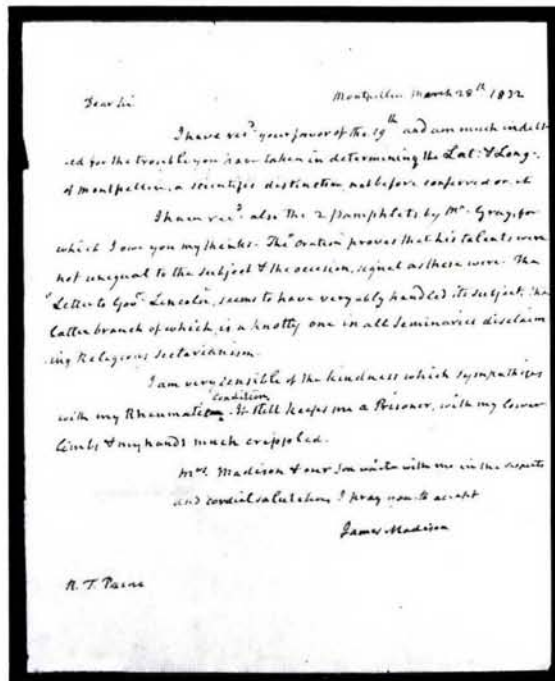 Montpellier March 28th 1832
Dear Sir
I have recd. your favor of the 19th and am much indebt
-ed for the trouble you have taken in determining the Lat: & Long-
of Montpellier, a scientific distinction not before conferred on it
I have recd. also the 2 pamphlets by Mr. Gray, for
which I owe you my thanks. The "Oration proves that his talents were
not unequal to the subject & the occasion, signal as these were. The
"Letter to Govr. Lincoln, seems to have very ably handled its subject; the
latter branch of which, is a knotty one in all Seminaries disclaim
-ing Religious sectarianism.
I am very sensible of the kindness which sympathizes
condition
with my Rheumatic . It still keeps me a Prisoner, with my lower
limbs & my hands much crippled.
Mrs. Madison & our Son unite with me in the respects
and cordial salutations I pray you to accept
James Madison
R. T. Paine